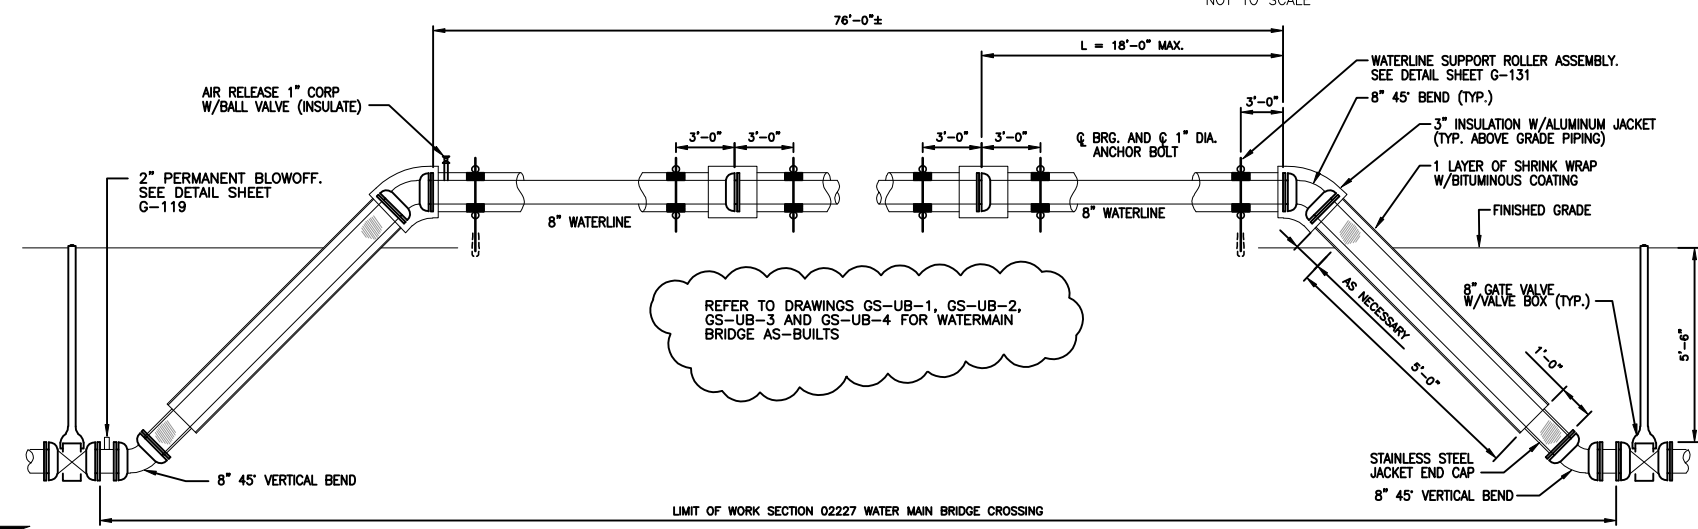 NOT TO SCALE
76'-0"±
L = 18'-0" MAX.
WATERLINE SUPPORT ROLLER ASSEMBLY.
SEE DETAIL SHEET G-131
AIR RELEASE 1" CORP
W/BALL VALVE (INSULATE)
8" 45° BEND (TYP.)
3'-0"
3" INSULATION W/ALUMINUM JACKET
(TYP. ABOVE GRADE PIPING)
3'-0"
3'-0"
3'-0"
3'-0"
℄ BRG. AND ℄ 1" DIA.
ANCHOR BOLT
1 LAYER OF SHRINK WRAP
W/BITUMINOUS COATING
2" PERMANENT BLOWOFF.
SEE DETAIL SHEET
G-119
8" WATERLINE
8" WATERLINE
FINISHED GRADE
REFER TO DRAWINGS GS-UB-1, GS-UB-2,
GS-UB-3 AND GS-UB-4 FOR WATERMAIN
BRIDGE AS-BUILTS
AS NECESSARY
8" GATE VALVE
W/VALVE BOX (TYP.)
5'-6"
5'-0"
1'-0"
STAINLESS STEEL
JACKET END CAP
8" 45° VERTICAL BEND
8" 45° VERTICAL BEND
LIMIT OF WORK SECTION 02227 WATER MAIN BRIDGE CROSSING